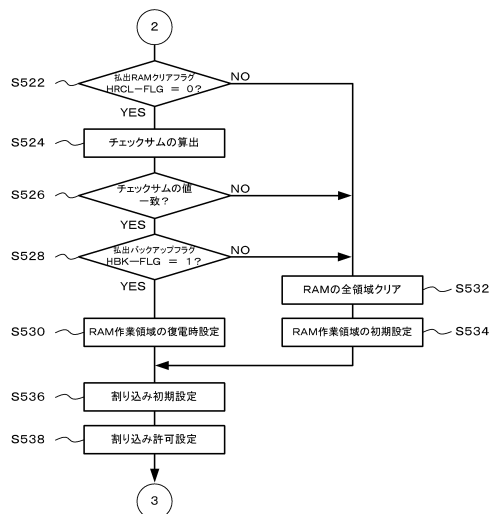 2
S522
払出RAMクリアフラグ
HRCL－FLG ＝ 0?
NO
YES
S524
チェックサムの算出
S526
チェックサムの値
一致?
NO
YES
S528
払出バックアップフラグ
HBK－FLG ＝ 1?
NO
YES
RAMの全領域クリア
S532
S530
RAM作業領域の復電時設定
RAM作業領域の初期設定
S534
S536
割り込み初期設定
S538
割り込み許可設定
3